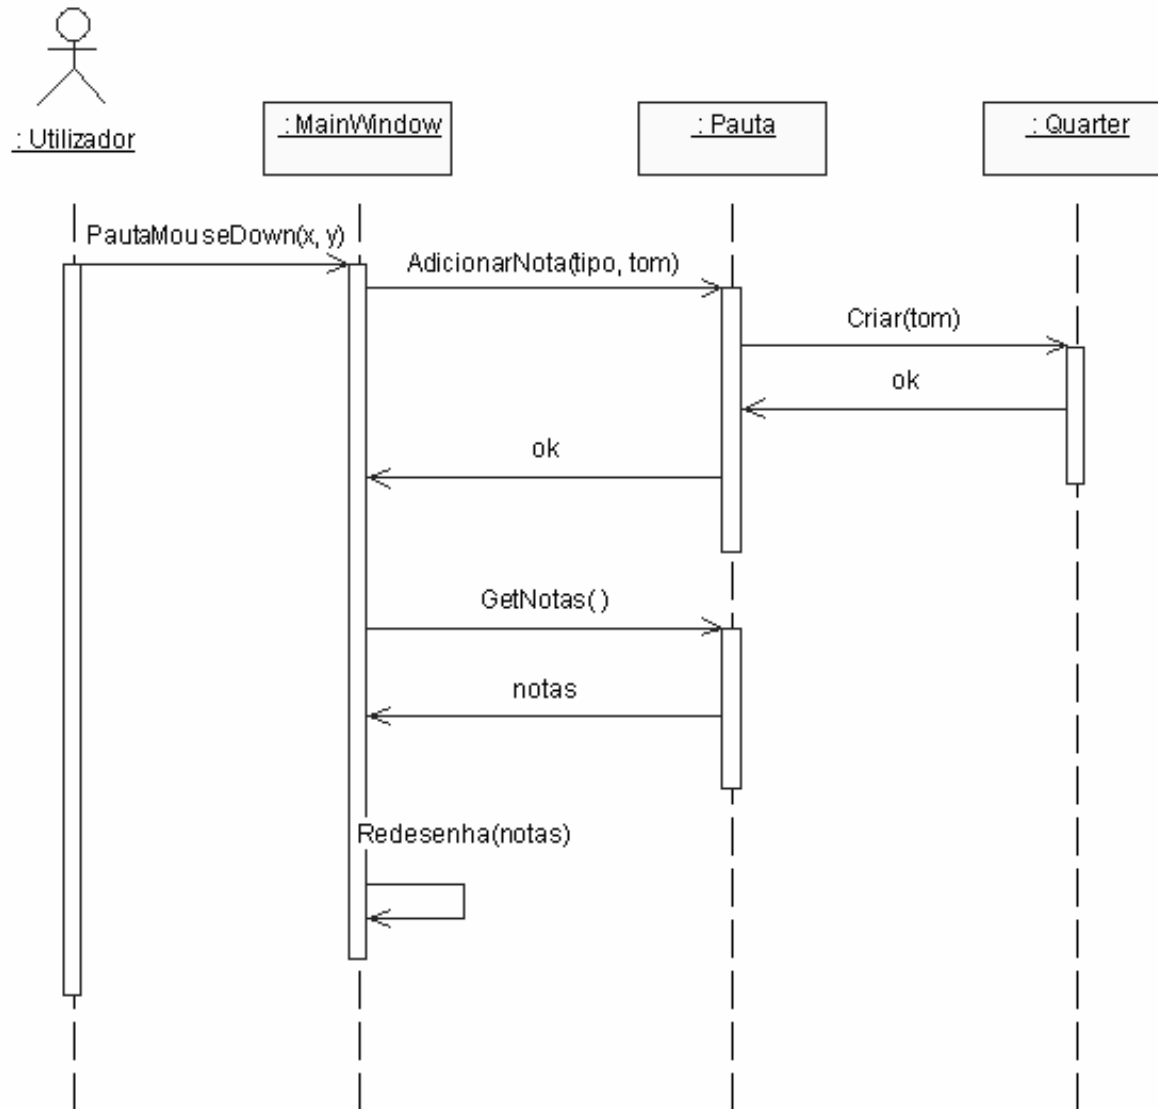 : Utilizador
: MainWindow
: Pauta
: Quarter
PautaMouseDown(x, y)
AdicionarNota(tipo, tom)
Criar(tom)
ok
ok
GetNotas( )
notas
Redesenha(notas)